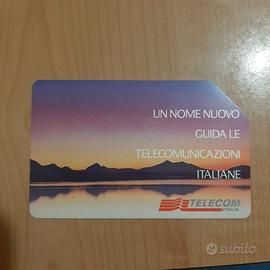 UN NOME NUOVO
GUIDA LE
TELECOMUNICAZIONI
ITALIANE
TELECOM
ITALIA
subito